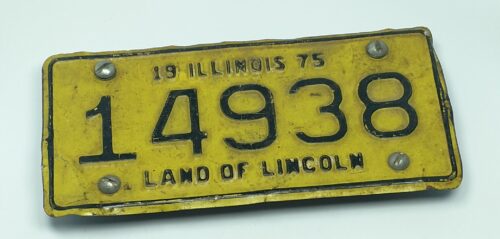 19 ILLINOIS 75
14938
LAND OF LINCOLN